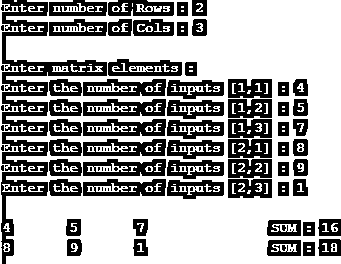 Enter number of Rows : 2
Enter number of Cols : 3
Enter matrix elements :
Enter the number of inputs [1,1] : 4
Enter the number of inputs [1,2] : 5
Enter the number of inputs [1,3] : 7
Enter the number of inputs [2,1] : 8
Enter the number of inputs [2,2] : 9
Enter the number of inputs [2,3] : 1
4 5 7 SUM : 16
8 9 1 SUM : 18